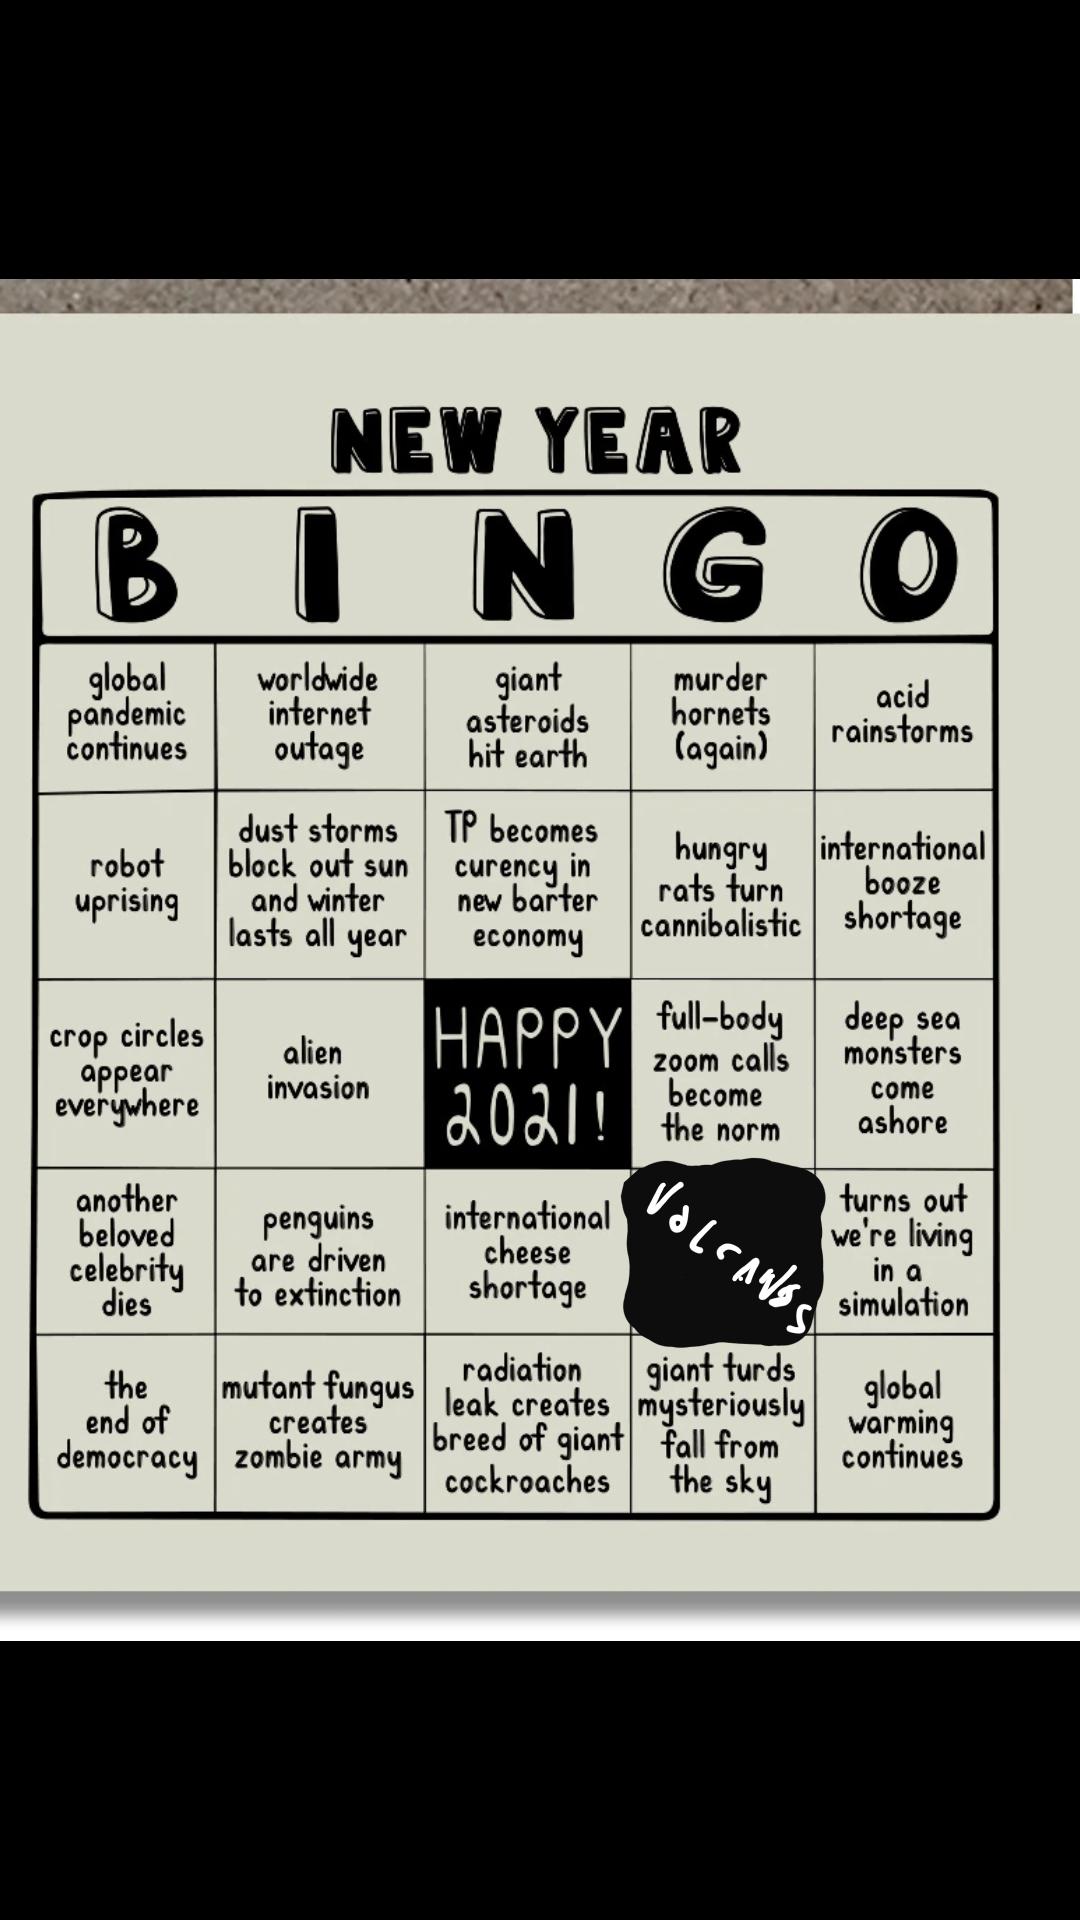 NEW YEAR
B I N G O
global
pandemic
continues
worldwide
internet
outage
giant
asteroids
hit earth
murder
hornets
(again)
acid
rainstorms
robot
uprising
dust storms
block out sun
and winter
lasts all year
TP becomes
curency in
new barter
economy
hungry
rats turn
cannibalistic
international
booze
shortage
crop circles
appear
everywhere
alien
invasion
HAPPY
2021!
full-body
zoom calls
become
the norm
deep sea
monsters
come
ashore
another
beloved
celebrity
dies
penguins
are driven
to extinction
international
cheese
shortage
VOLCANOS
turns out
we're living
in a
simulation
the
end of
democracy
mutant fungus
creates
zombie army
radiation
leak creates
breed of giant
cockroaches
giant turds
mysteriously
fall from
the sky
global
warming
continues